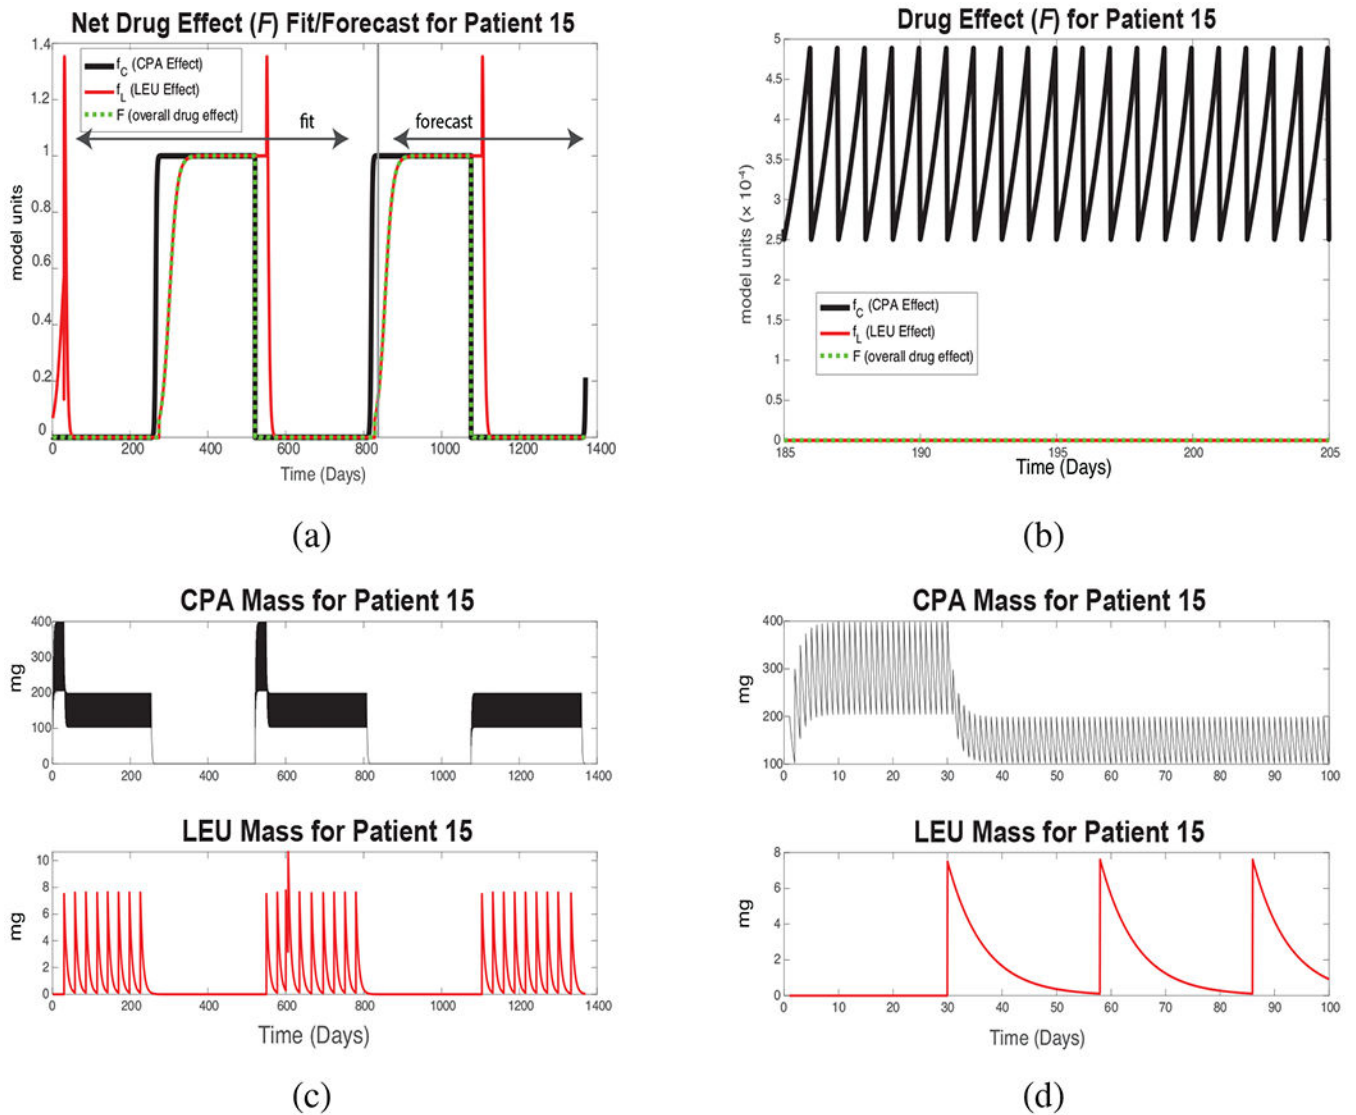 Net Drug Effect (F) Fit/Forecast for Patient 15
1.4
1.2
1
0.8
0.6
0.4
0.2
0
model units
f_C (CPA Effect)
f_L (LEU Effect)
F (overall drug effect)
fit
forecast
0 200 400 600 800 1000 1200 1400
Time (Days)
(a)
Drug Effect (F) for Patient 15
5
4.5
4
3.5
3
2.5
2
1.5
1
0.5
0
model units (× 10⁻⁴)
f_C (CPA Effect)
f_L (LEU Effect)
F (overall drug effect)
185 190 195 200 205
Time (Days)
(b)
CPA Mass for Patient 15
400
300
200
100
0
mg
0 200 400 600 800 1000 1200 1400
LEU Mass for Patient 15
10
8
6
4
2
0
mg
0 200 400 600 800 1000 1200 1400
Time (Days)
(c)
CPA Mass for Patient 15
400
300
200
100
mg
0 10 20 30 40 50 60 70 80 90 100
LEU Mass for Patient 15
8
6
4
2
0
mg
0 10 20 30 40 50 60 70 80 90 100
Time (Days)
(d)